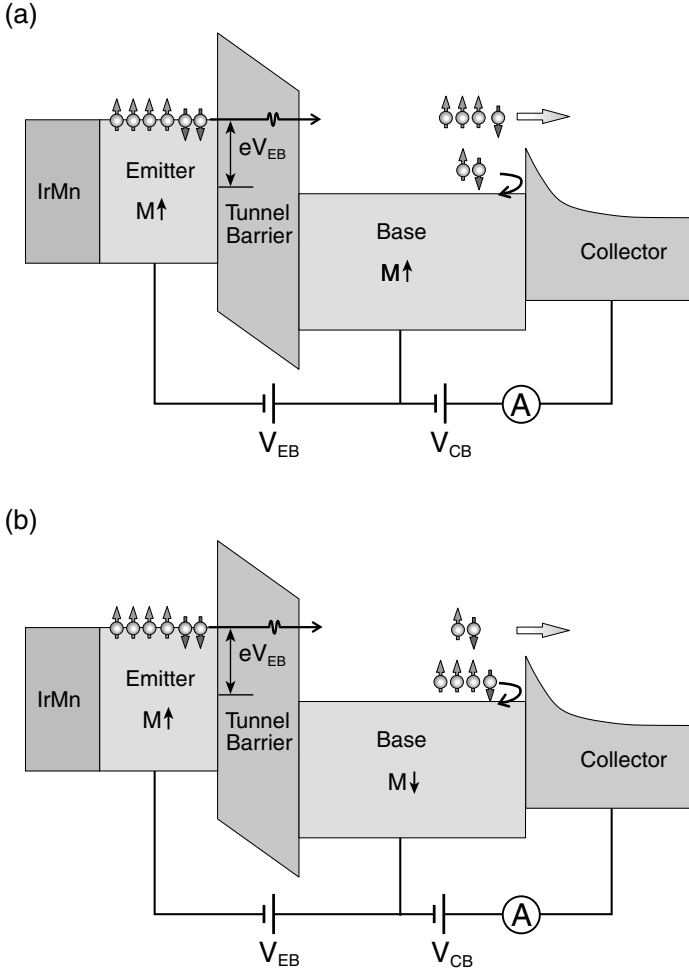 (a)
eV_EB
Emitter
IrMn
M↑
Tunnel
Barrier
Base
M↑
Collector
A
V_EB
V_CB
(b)
eV_EB
Emitter
IrMn
M↑
Tunnel
Barrier
Base
M↓
Collector
A
V_EB
V_CB